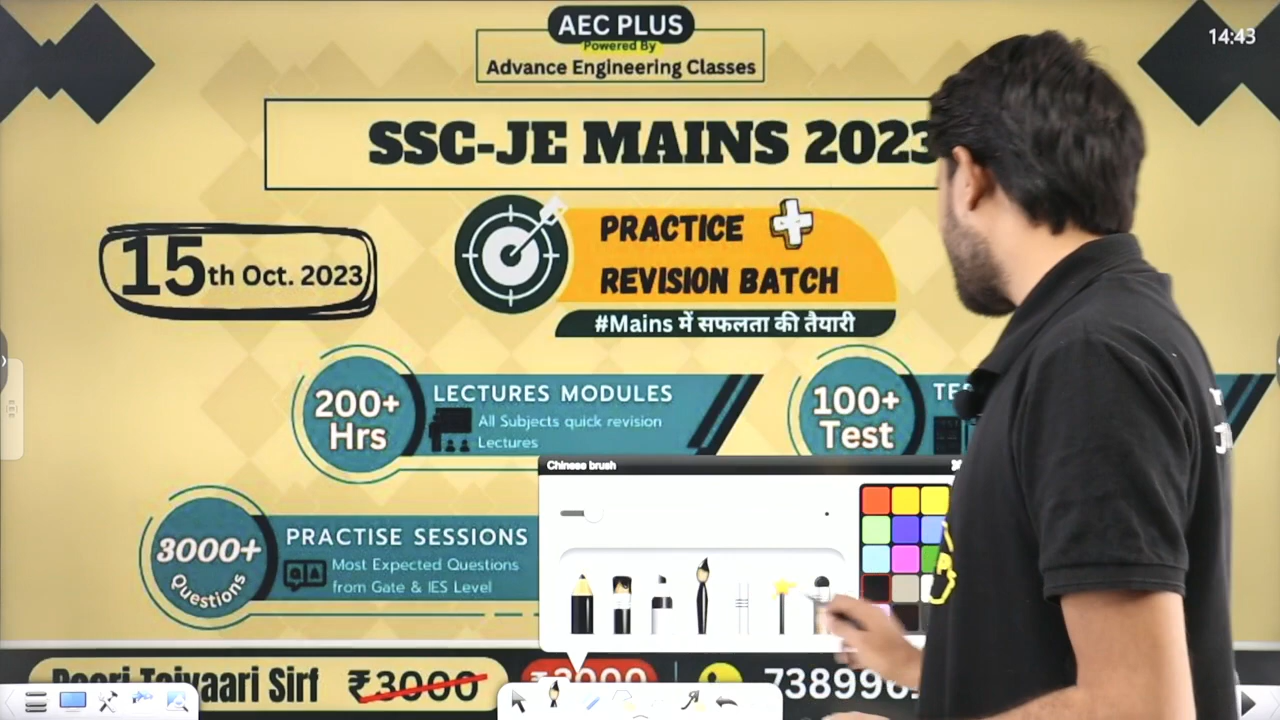 AEC PLUS
Powered By
Advance Engineering Classes
14:43
SSC-JE MAINS 2023
15th Oct. 2023
PRACTICE
REVISION BATCH
#Mains में सफलता की तैयारी
200+
Hrs
LECTURES MODULES
All Subjects quick revision
Lectures
100+
Test
Chinese brush
3000+
Questions
PRACTISE SESSIONS
Most Expected Questions
from Gate & IES Level
Poori Taiyaari Sirf ₹3000